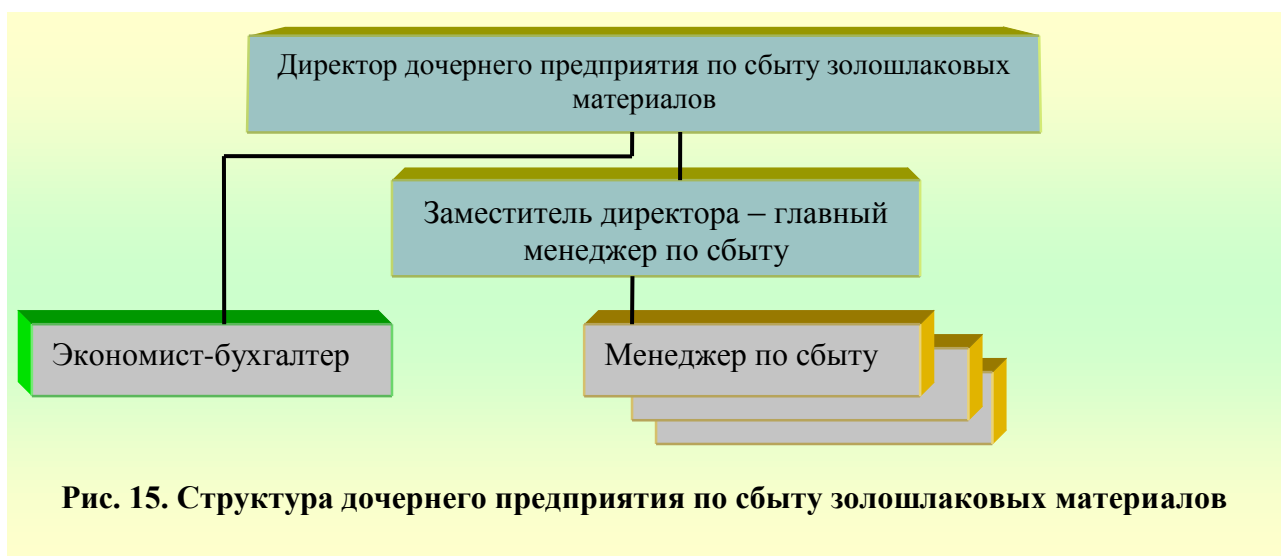 Директор дочернего предприятия по сбыту золошлаковых
материалов
Заместитель директора – главный
менеджер по сбыту
Экономист-бухгалтер
Менеджер по сбыту
Рис. 15. Структура дочернего предприятия по сбыту золошлаковых материалов